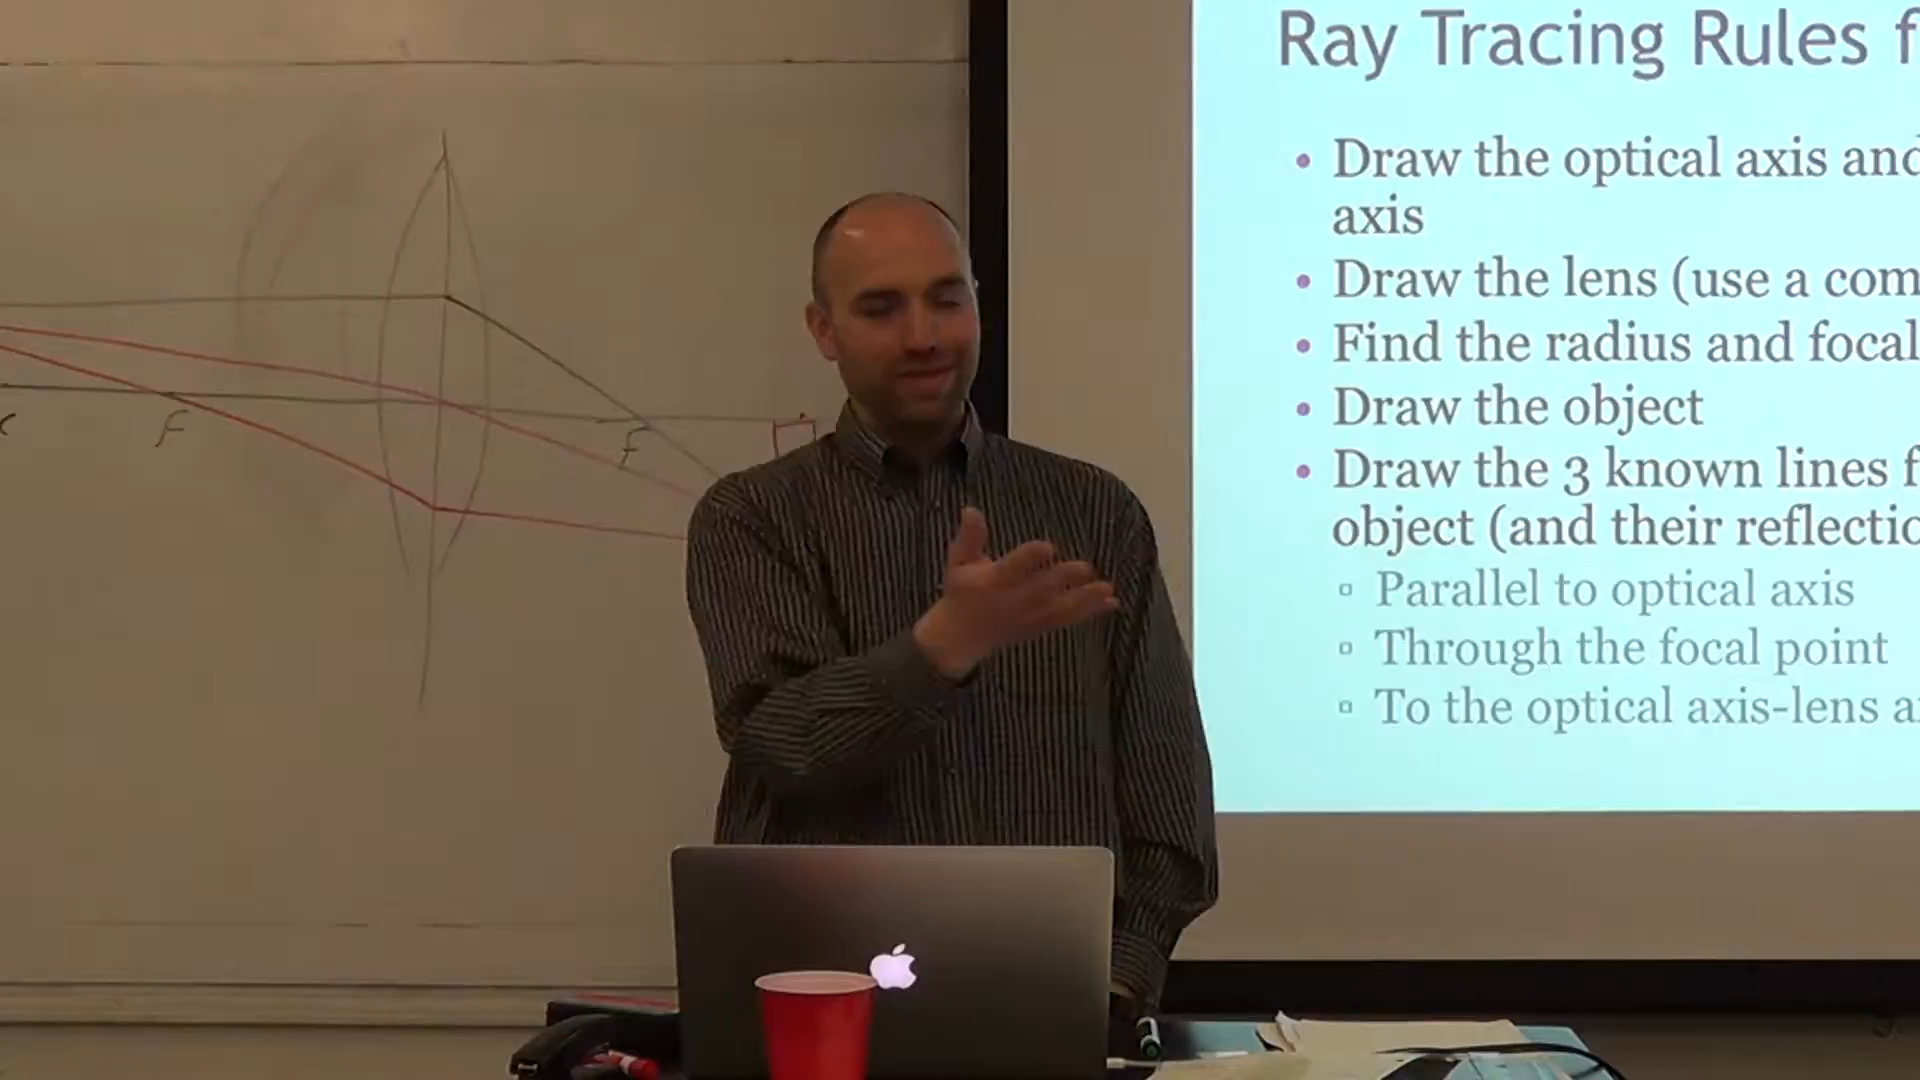 Ray Tracing Rules f
• Draw the optical axis and
axis
• Draw the lens (use a com
• Find the radius and focal
• Draw the object
• Draw the 3 known lines f
object (and their reflectio
▫ Parallel to optical axis
▫ Through the focal point
▫ To the optical axis-lens a
c
f
f